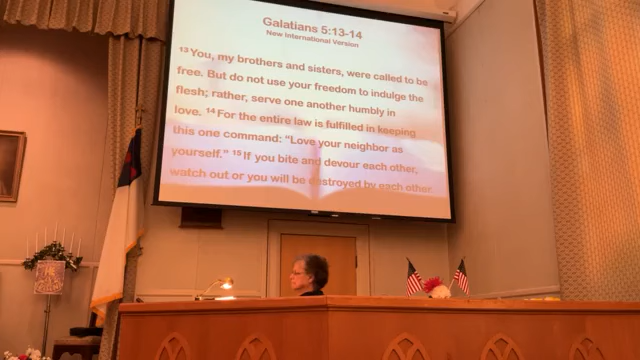 Galatians 5:13-14
New International Version
13 You, my brothers and sisters, were called to be
free. But do not use your freedom to indulge the
flesh; rather, serve one another humbly in
love. 14 For the entire law is fulfilled in keeping
this one command: “Love your neighbor as
yourself.” 15 If you bite and devour each other,
watch out or you will be destroyed by each other.